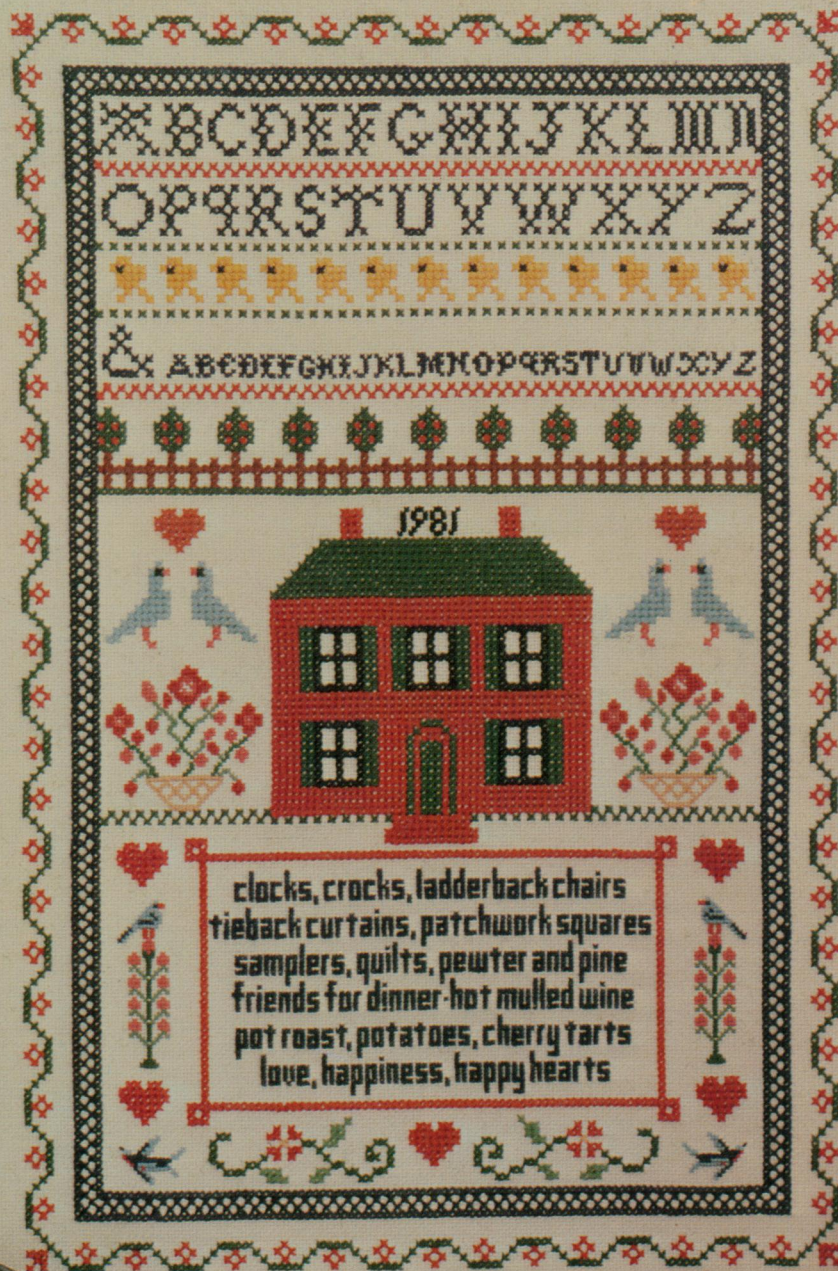 ABCDEFGHIJKLMN
OPQRSTUVWXYZ
& ABCDEFGHIJKLMNOPQRSTUVWXYZ
1981
clocks, crocks, ladderback chairs
tieback curtains, patchwork squares
samplers, quilts, pewter and pine
friends for dinner-hot mulled wine
pot roast, potatoes, cherry tarts
love, happiness, happy hearts